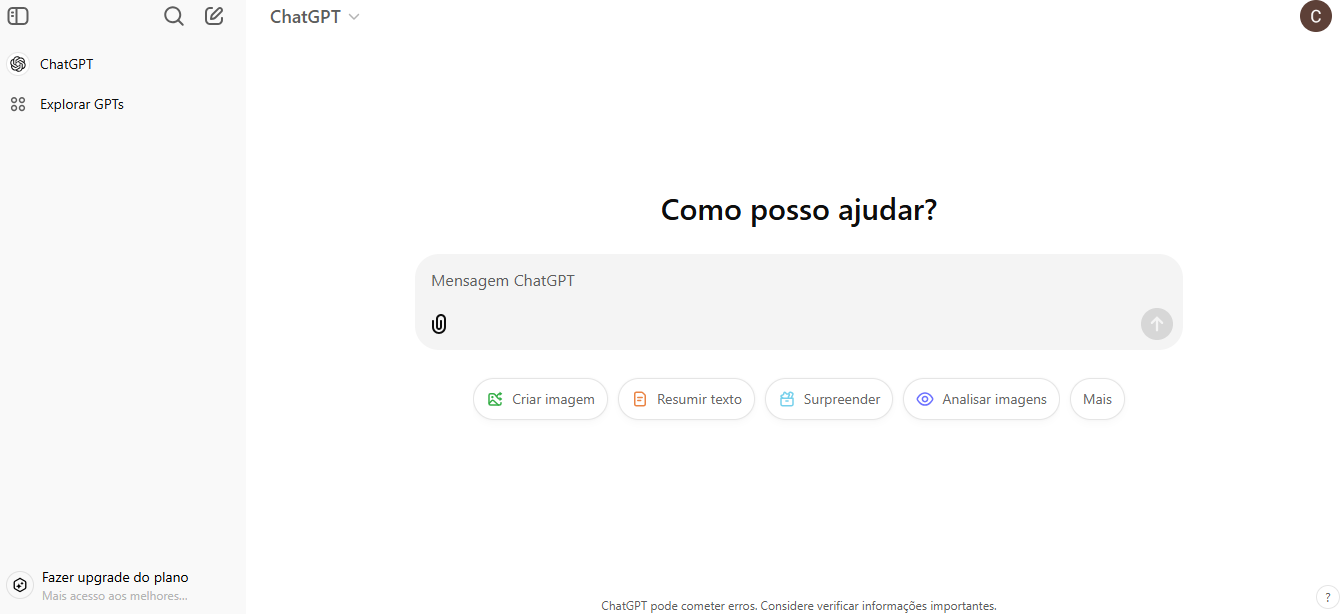 ChatGPT
C
ChatGPT
Explorar GPTs
Como posso ajudar?
Mensagem ChatGPT
Criar imagem
Resumir texto
Surpreender
Analisar imagens
Mais
Fazer upgrade do plano
Mais acesso aos melhores...
ChatGPT pode cometer erros. Considere verificar informações importantes.
?